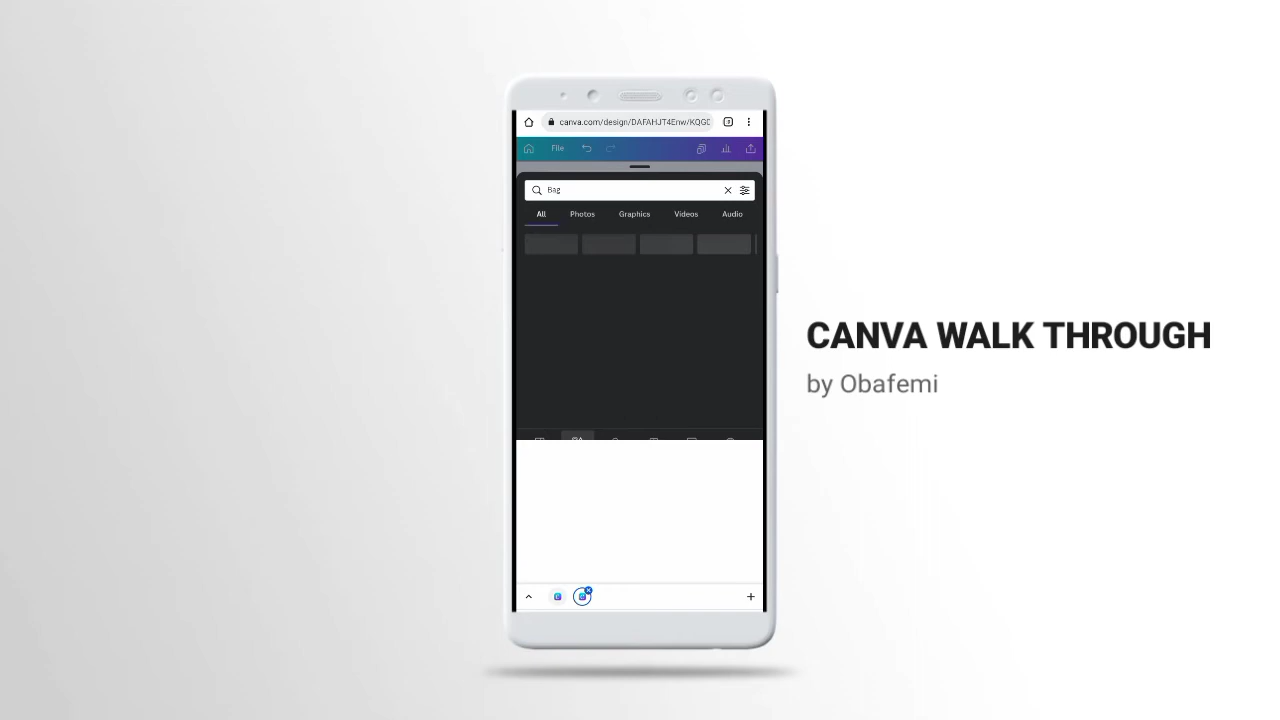 canva.com/design/DAFAHJT4Enw/KQG
File
Bag
All Photos Graphics Videos Audio
CANVA WALK THROUGH
by Obafemi